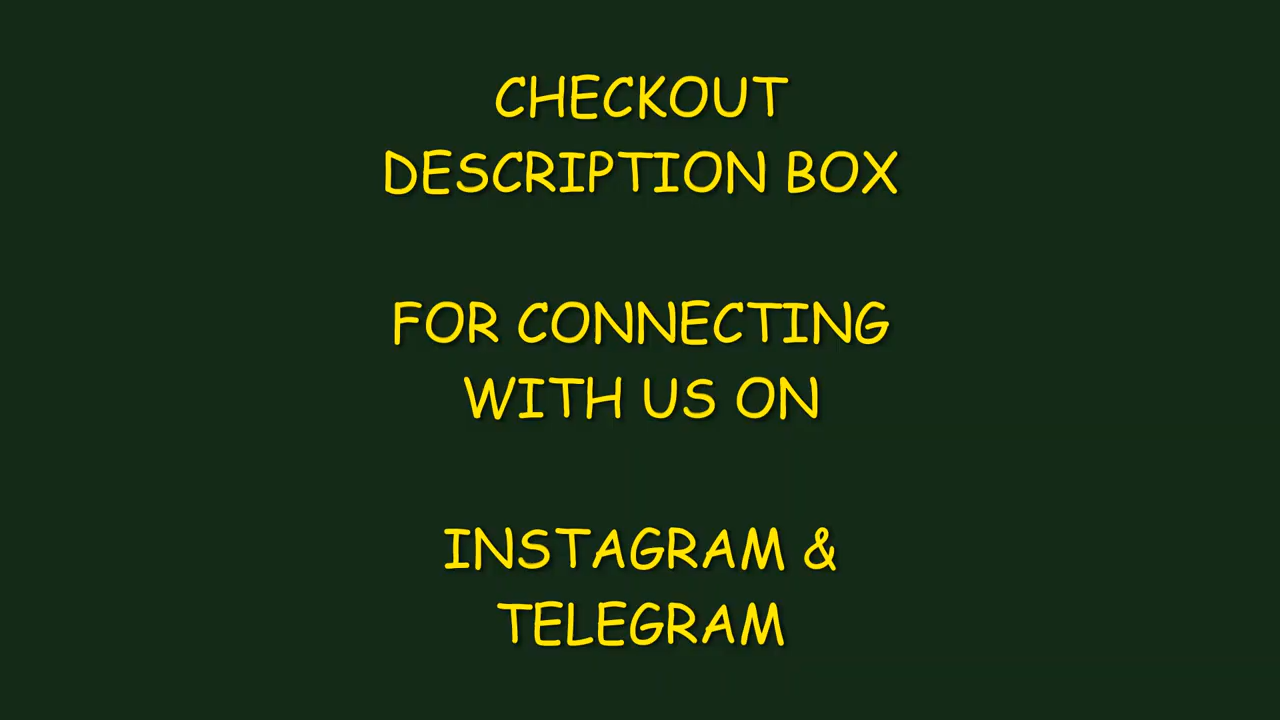 CHECKOUT
DESCRIPTION BOX
FOR CONNECTING
WITH US ON
INSTAGRAM &
TELEGRAM